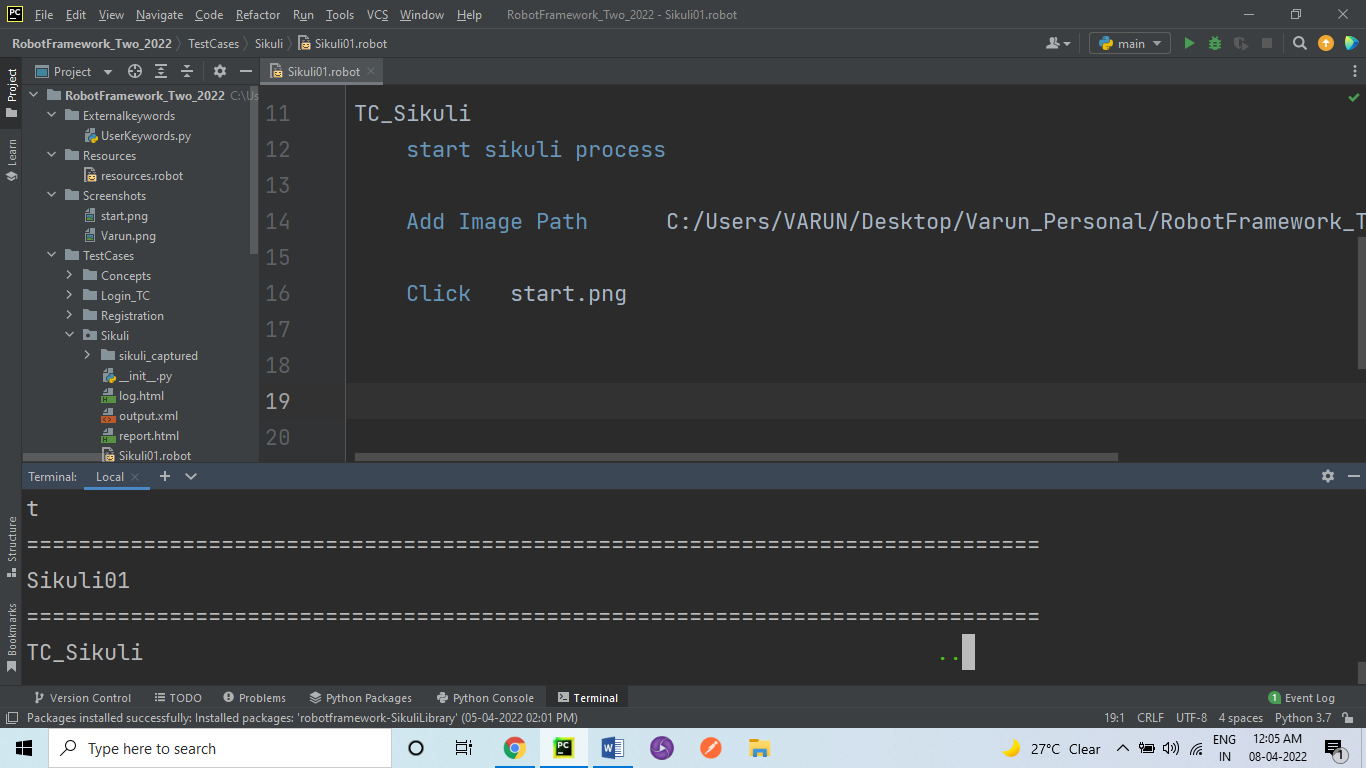 PC File Edit View Navigate Code Refactor Run Tools VCS Window Help RobotFramework_Two_2022 - Sikuli01.robot
RobotFramework_Two_2022 TestCases Sikuli Sikuli01.robot main
Project Sikuli01.robot
Project
Learn
RobotFramework_Two_2022 C:\Us
Externalkeywords
UserKeywords.py
Resources
resources.robot
Screenshots
start.png
Varun.png
TestCases
Concepts
Login_TC
Registration
Sikuli
sikuli_captured
__init__.py
log.html
output.xml
report.html
Sikuli01.robot
11 TC_Sikuli
12 start sikuli process
13
14 Add Image Path C:/Users/VARUN/Desktop/Varun_Personal/RobotFramework_T
15
16 Click start.png
17
18
19
20
Terminal: Local
Structure
Bookmarks
t
==============================================================================
Sikuli01
==============================================================================
TC_Sikuli ..
Version Control TODO Problems Python Packages Python Console Terminal 1 Event Log
Packages installed successfully: Installed packages: 'robotframework-SikuliLibrary' (05-04-2022 02:01 PM) 19:1 CRLF UTF-8 4 spaces Python 3.7
Type here to search PC W 27°C Clear ENG 12:05 AM
IN 08-04-2022 1